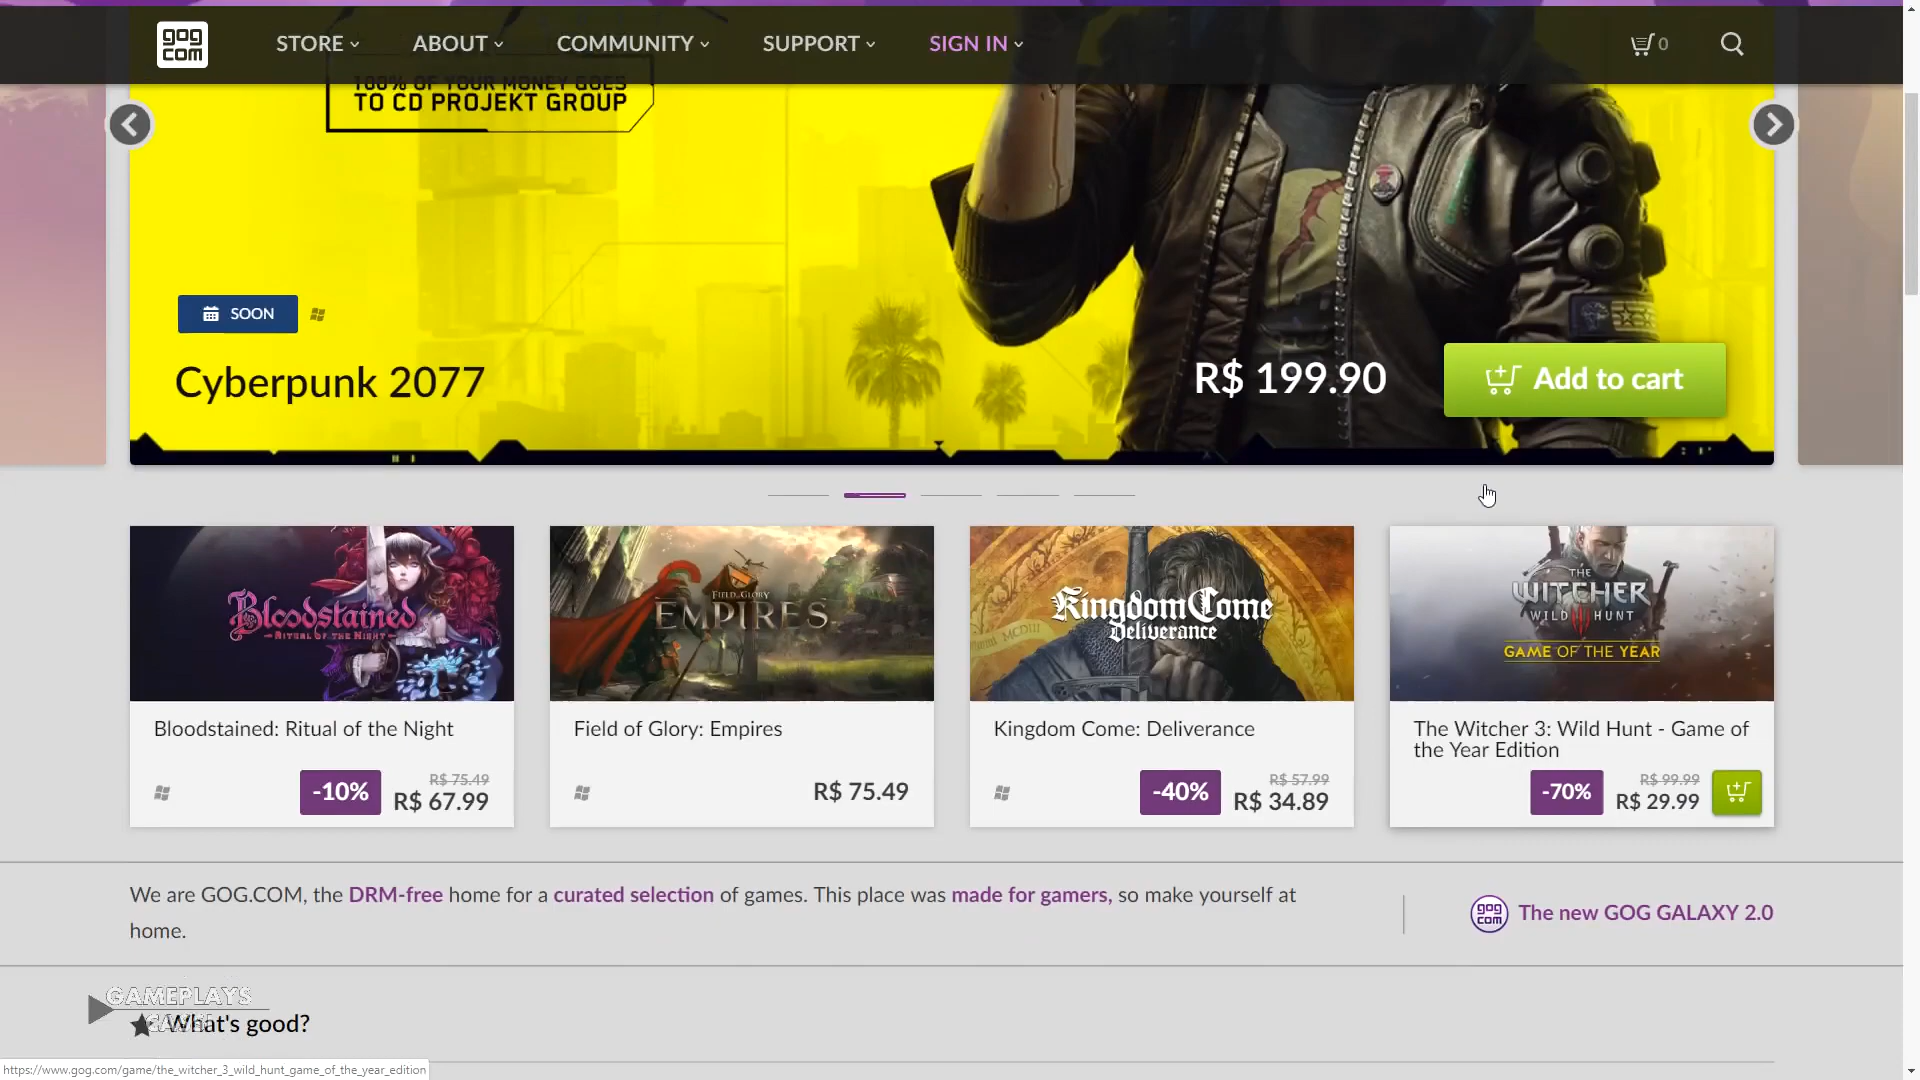 gog
com
STORE
ABOUT
COMMUNITY
SUPPORT
SIGN IN
0
100% OF YOUR MONEY GOES
TO CD PROJEKT GROUP
SOON
Cyberpunk 2077
R$ 199.90
Add to cart
Bloodstained
RITUAL OF THE NIGHT
FIELD OF GLORY
EMPIRES
Kingdom Come
Deliverance
THE
WITCHER
WILD HUNT
GAME OF THE YEAR
Bloodstained: Ritual of the Night
-10%
R$ 75.49
R$ 67.99
Field of Glory: Empires
R$ 75.49
Kingdom Come: Deliverance
-40%
R$ 57.99
R$ 34.89
The Witcher 3: Wild Hunt - Game of
the Year Edition
-70%
R$ 99.99
R$ 29.99
We are GOG.COM, the DRM-free home for a curated selection of games. This place was made for gamers, so make yourself at
home.
gog
com
The new GOG GALAXY 2.0
GAMEPLAYS
What's good?
https://www.gog.com/game/the_witcher_3_wild_hunt_game_of_the_year_edition